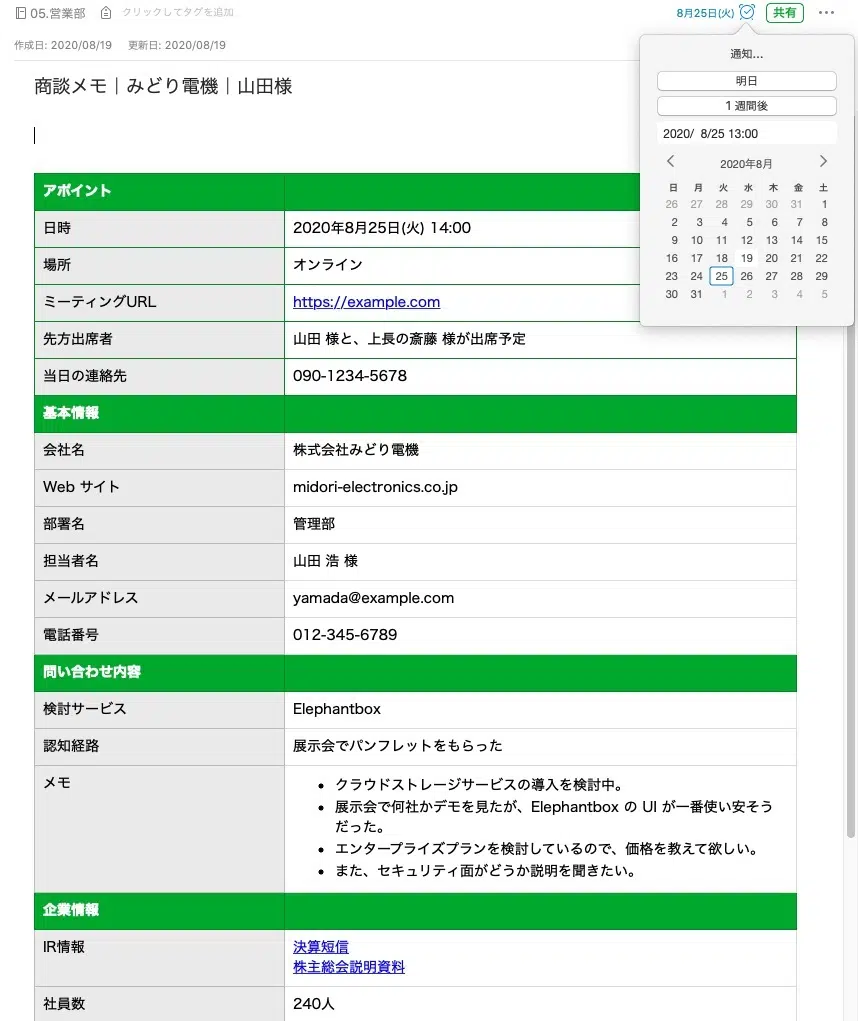 05.営業部 クリックしてタグを追加 8月25日(火) 共有
作成日: 2020/08/19 更新日: 2020/08/19
商談メモ｜みどり電機｜山田様
通知...
明日
1 週間後
2020/ 8/25 13:00
2020年8月
日 月 火 水 木 金 土
26 27 28 29 30 31 1
2 3 4 5 6 7 8
9 10 11 12 13 14 15
16 17 18 19 20 21 22
23 24 25 26 27 28 29
30 31 1 2 3 4 5
アポイント
日時 2020年8月25日(火) 14:00
場所 オンライン
ミーティングURL https://example.com
先方出席者 山田 様と、上長の斎藤 様が出席予定
当日の連絡先 090-1234-5678
基本情報
会社名 株式会社みどり電機
Web サイト midori-electronics.co.jp
部署名 管理部
担当者名 山田 浩 様
メールアドレス yamada@example.com
電話番号 012-345-6789
問い合わせ内容
検討サービス Elephantbox
認知経路 展示会でパンフレットをもらった
メモ • クラウドストレージサービスの導入を検討中。
• 展示会で何社かデモを見たが、Elephantbox の UI が一番使い安そう
だった。
• エンタープライズプランを検討しているので、価格を教えて欲しい。
• また、セキュリティ面がどうか説明を聞きたい。
企業情報
IR情報 決算短信
株主総会説明資料
社員数 240人